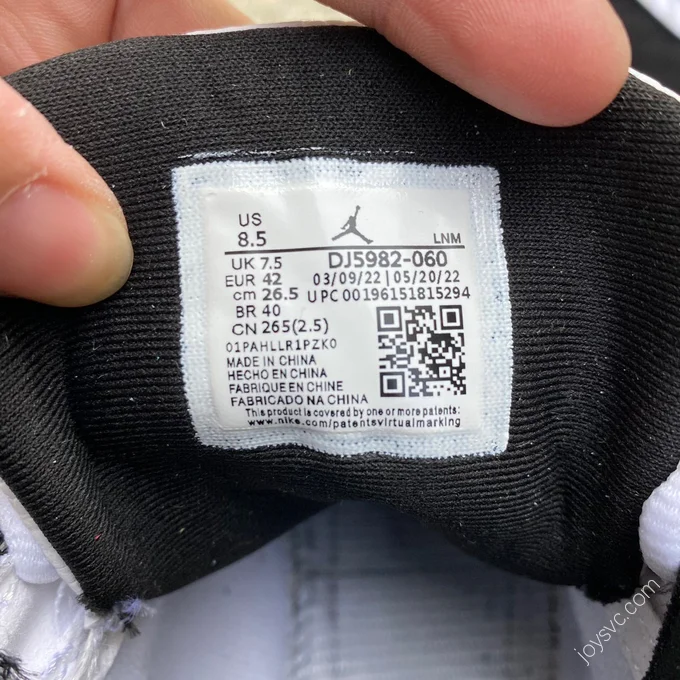 US
8.5
LNM
UK 7.5
DJ5982-060
EUR 42
03/09/22 | 05/20/22
cm 26.5
UPC 00196151815294
BR 40
CN 265(2.5)
01PAHLLR1PZK0
MADE IN CHINA
HECHO EN CHINA
FABRIQUE EN CHINE
FABRICADO NA CHINA
This product is covered by one or more patents:
www.nike.com/patentsvirtualmarking
joysvc.com